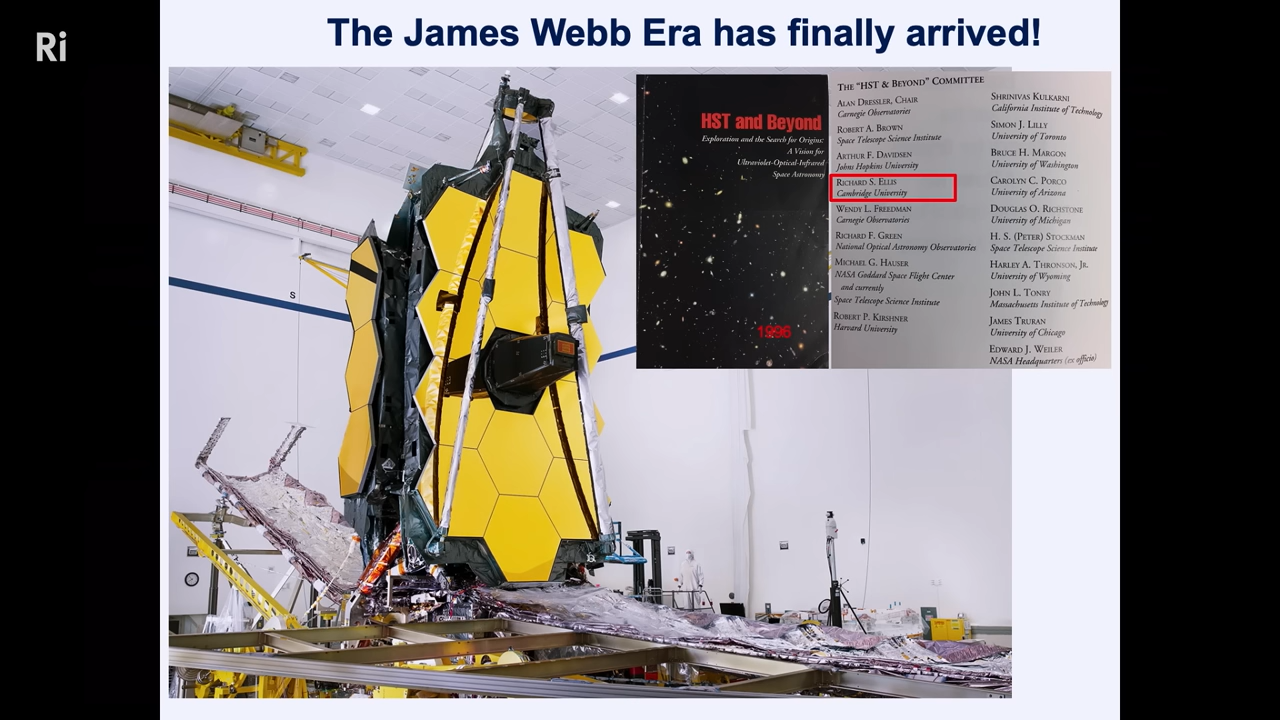 Ri
The James Webb Era has finally arrived!
HST and Beyond
Exploration and the Search for Origins:
A Vision for
Ultraviolet-Optical-Infrared
Space Astronomy
1996
THE "HST & BEYOND" COMMITTEE
ALAN DRESSLER, CHAIR
Carnegie Observatories
ROBERT A. BROWN
Space Telescope Science Institute
ARTHUR F. DAVIDSEN
Johns Hopkins University
RICHARD S. ELLIS
Cambridge University
WENDY L. FREEDMAN
Carnegie Observatories
RICHARD F. GREEN
National Optical Astronomy Observatories
MICHAEL G. HAUSER
NASA Goddard Space Flight Center
and currently
Space Telescope Science Institute
ROBERT P. KIRSHNER
Harvard University
SHRINIVAS KULKARNI
California Institute of Technology
SIMON J. LILLY
University of Toronto
BRUCE H. MARGON
University of Washington
CAROLYN C. PORCO
University of Arizona
DOUGLAS O. RICHSTONE
University of Michigan
H. S. (PETER) STOCKMAN
Space Telescope Science Institute
HARLEY A. THRONSON, JR.
University of Wyoming
JOHN L. TONRY
Massachusetts Institute of Technology
JAMES TRURAN
University of Chicago
EDWARD J. WEILER
NASA Headquarters (ex officio)
S